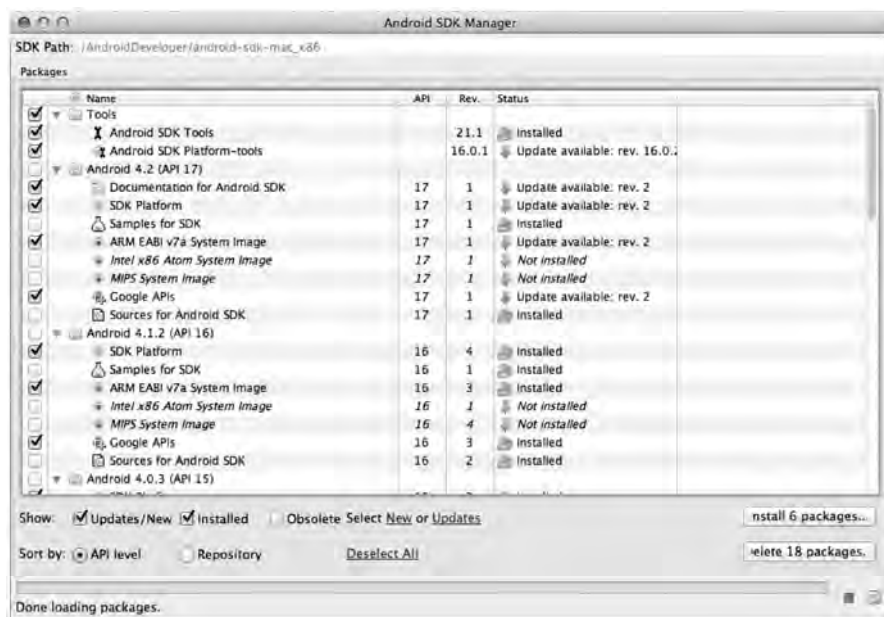 Android SDK Manager
SDK Path: /AndroidDeveloper/android-sdk-mac_x86
Packages
Name API Rev. Status
Tools
Android SDK Tools 21.1 Installed
Android SDK Platform-tools 16.0.1 Update available: rev. 16.0.2
Android 4.2 (API 17)
Documentation for Android SDK 17 1 Update available: rev. 2
SDK Platform 17 1 Update available: rev. 2
Samples for SDK 17 1 Installed
ARM EABI v7a System Image 17 1 Update available: rev. 2
Intel x86 Atom System Image 17 1 Not installed
MIPS System Image 17 1 Not installed
Google APIs 17 1 Update available: rev. 2
Sources for Android SDK 17 1 Installed
Android 4.1.2 (API 16)
SDK Platform 16 4 Installed
Samples for SDK 16 1 Installed
ARM EABI v7a System Image 16 3 Installed
Intel x86 Atom System Image 16 1 Not installed
MIPS System Image 16 4 Not installed
Google APIs 16 3 Installed
Sources for Android SDK 16 2 Installed
Android 4.0.3 (API 15)
Show: Updates/New Installed Obsolete Select New or Updates nstall 6 packages...
Sort by: API level Repository Deselect All elete 18 packages.
Done loading packages.